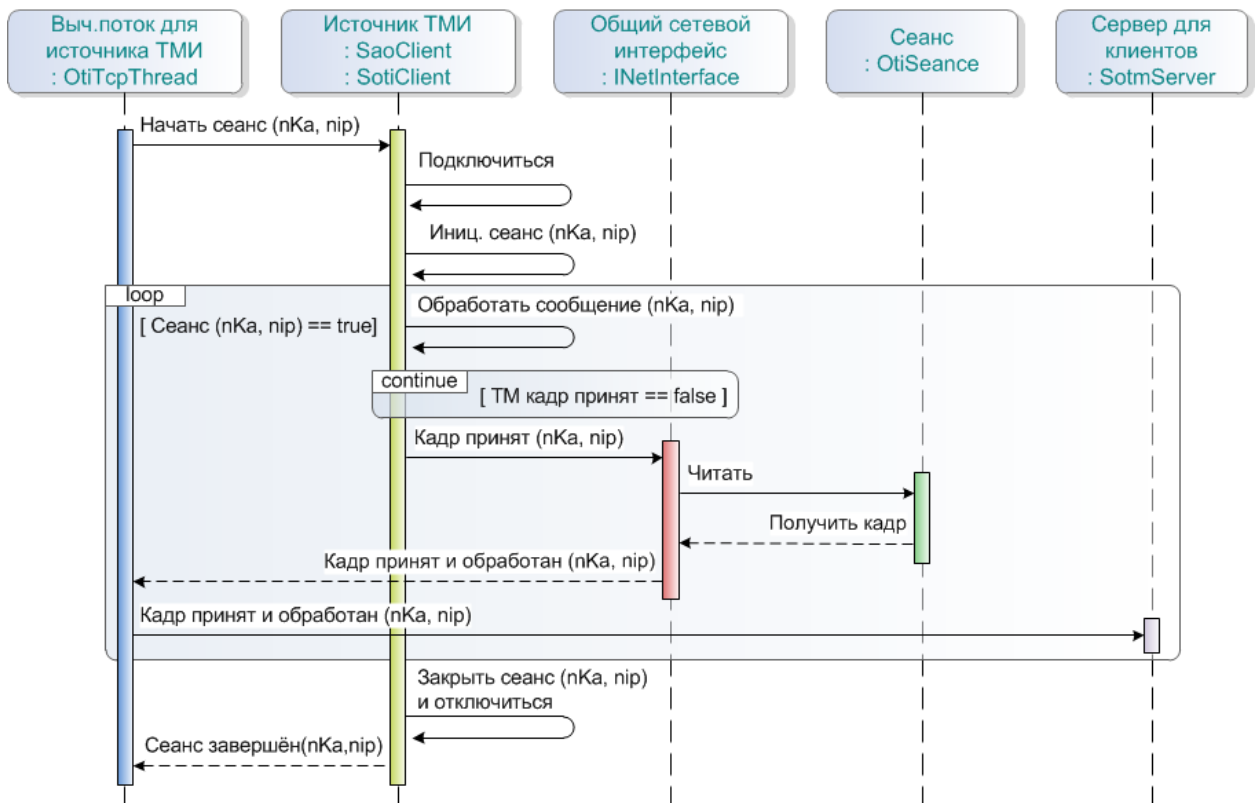 Выч.поток для
источника ТМИ
: OtiTcpThread
Источник ТМИ
: SaoClient
: SotiClient
Общий сетевой
интерфейс
: INetInterface
Сеанс
: OtiSeance
Сервер для
клиентов
: SotmServer
Начать сеанс (nKa, nip)
Подключиться
Иниц. сеанс (nKa, nip)
loop
[ Сеанс (nKa, nip) == true]
Обработать сообщение (nKa, nip)
continue
[ ТМ кадр принят == false ]
Кадр принят (nKa, nip)
Читать
Получить кадр
Кадр принят и обработан (nKa, nip)
Кадр принят и обработан (nKa, nip)
Закрыть сеанс (nKa, nip)
и отключиться
Сеанс завершён(nKa,nip)